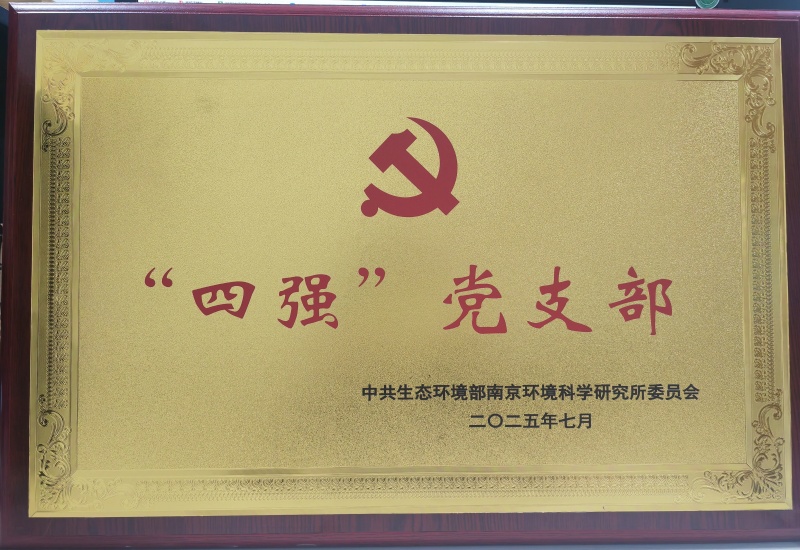 “四强”党支部
中共生态环境部南京环境科学研究所委员会
二〇二五年七月